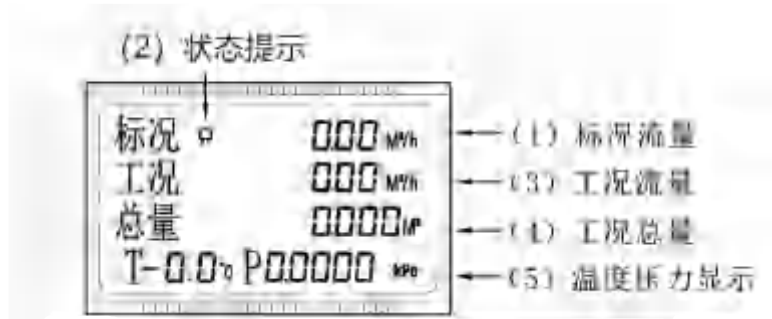 (2) 状态提示
标况 0.00 M³/h (1) 标况流量
工况 0.00 M³/h (3) 工况流量
总量 0.000 M³ (4) 工况总量
T-0.0℃ P0.0000 kPa (5) 温度压力显示